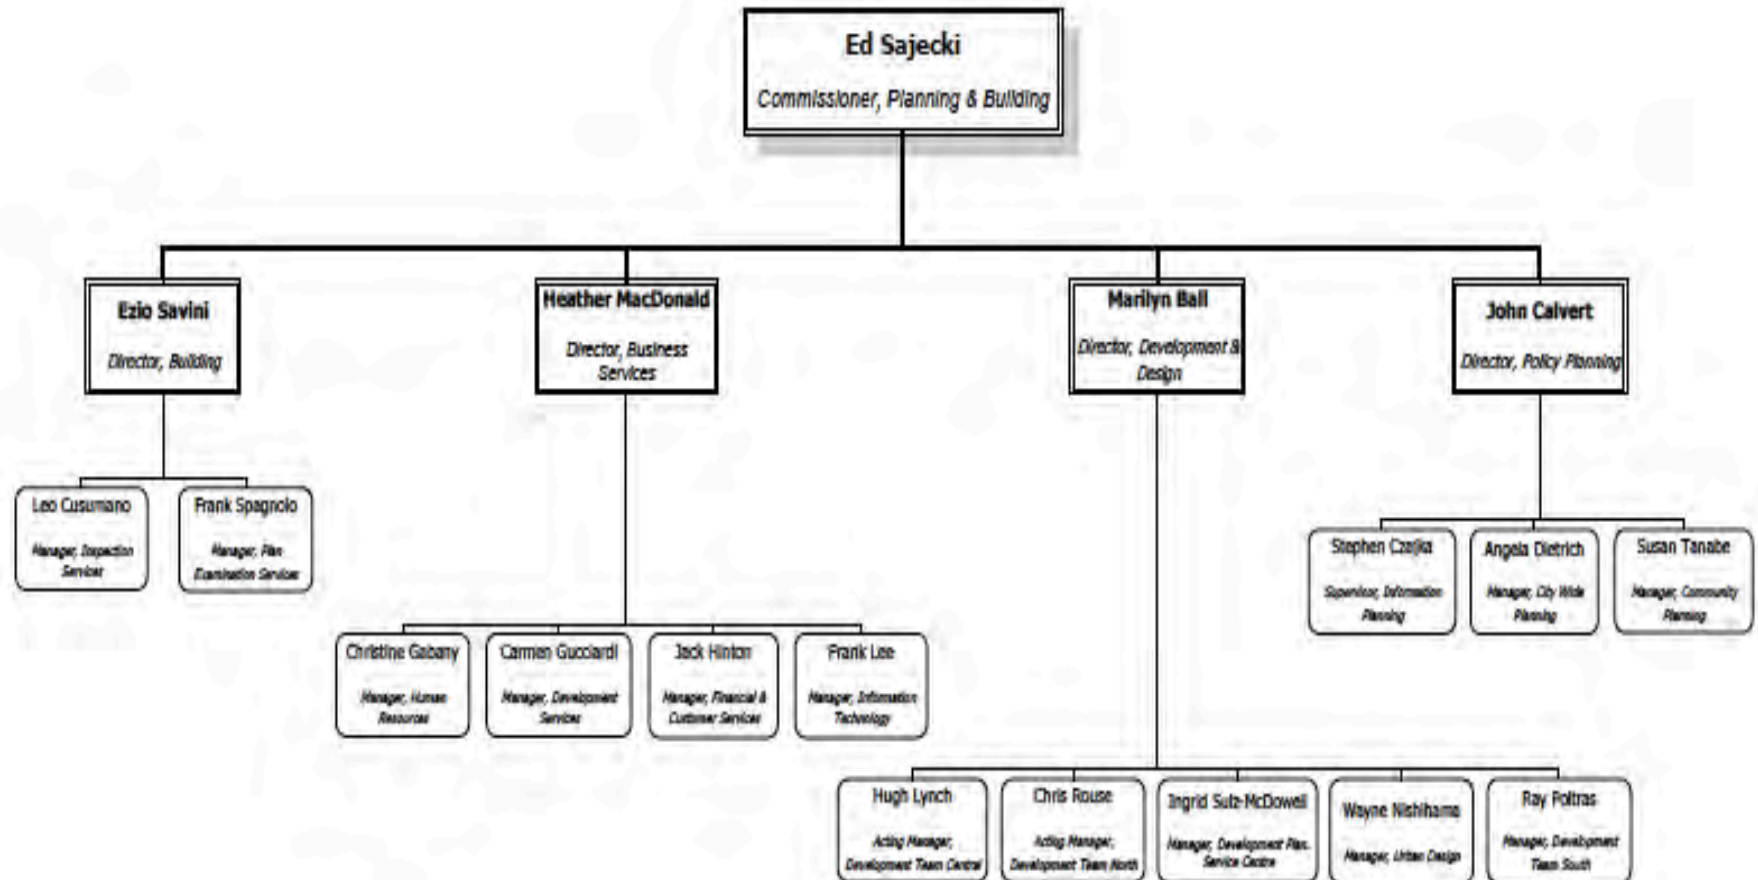 Ed Sajecki
Commissioner, Planning & Building
Ezio Savini
Director, Building
Heather MacDonald
Director, Business
Services
Marilyn Ball
Director, Development &
Design
John Calvert
Director, Policy Planning
Leo Cusumano
Manager, Inspection
Services
Frank Spagnolo
Manager, Plan
Examination Services
Stephen Czajka
Supervisor, Information
Planning
Angela Dietrich
Manager, City Wide
Planning
Susan Tanabe
Manager, Community
Planning
Christine Gabany
Manager, Human
Resources
Carmen Gucciardi
Manager, Development
Services
Jack Hinton
Manager, Financial &
Customer Services
Frank Lee
Manager, Information
Technology
Hugh Lynch
Acting Manager,
Development Team Central
Chris Rouse
Acting Manager,
Development Team North
Ingrid Sulz-McDowell
Manager, Development Plan.
Service Centre
Wayne Nishihama
Manager, Urban Design
Ray Poitras
Manager, Development
Team South